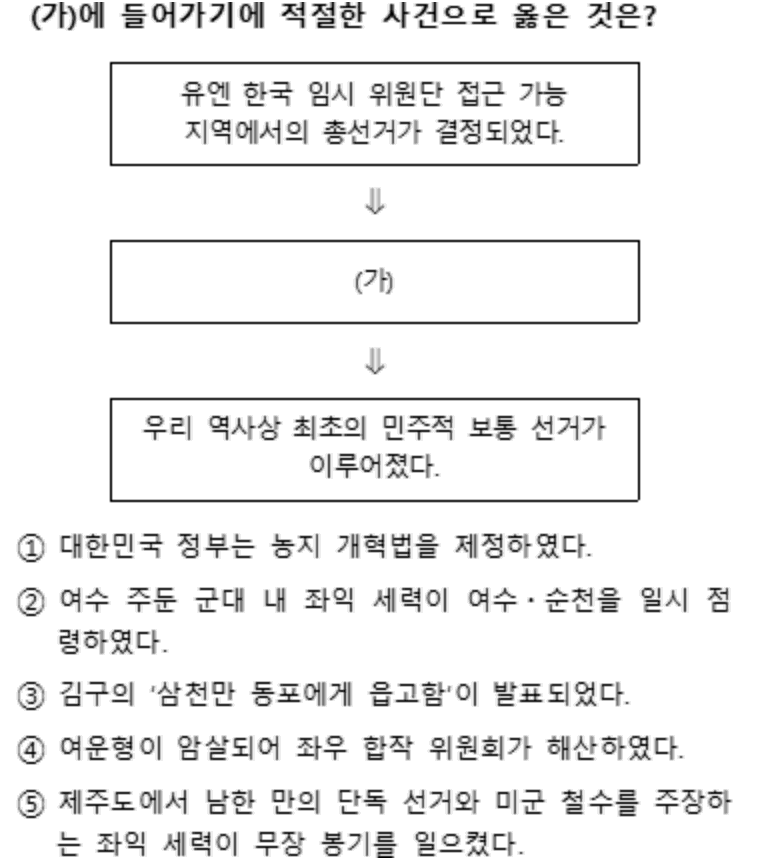 (가)에 들어가기에 적절한 사건으로 옳은 것은?
유엔 한국 임시 위원단 접근 가능
지역에서의 총선거가 결정되었다.
⇓
(가)
⇓
우리 역사상 최초의 민주적 보통 선거가
이루어졌다.
① 대한민국 정부는 농지 개혁법을 제정하였다.
② 여수 주둔 군대 내 좌익 세력이 여수·순천을 일시 점
령하였다.
③ 김구의 '삼천만 동포에게 읍고함'이 발표되었다.
④ 여운형이 암살되어 좌우 합작 위원회가 해산하였다.
⑤ 제주도에서 남한 만의 단독 선거와 미군 철수를 주장하
는 좌익 세력이 무장 봉기를 일으켰다.